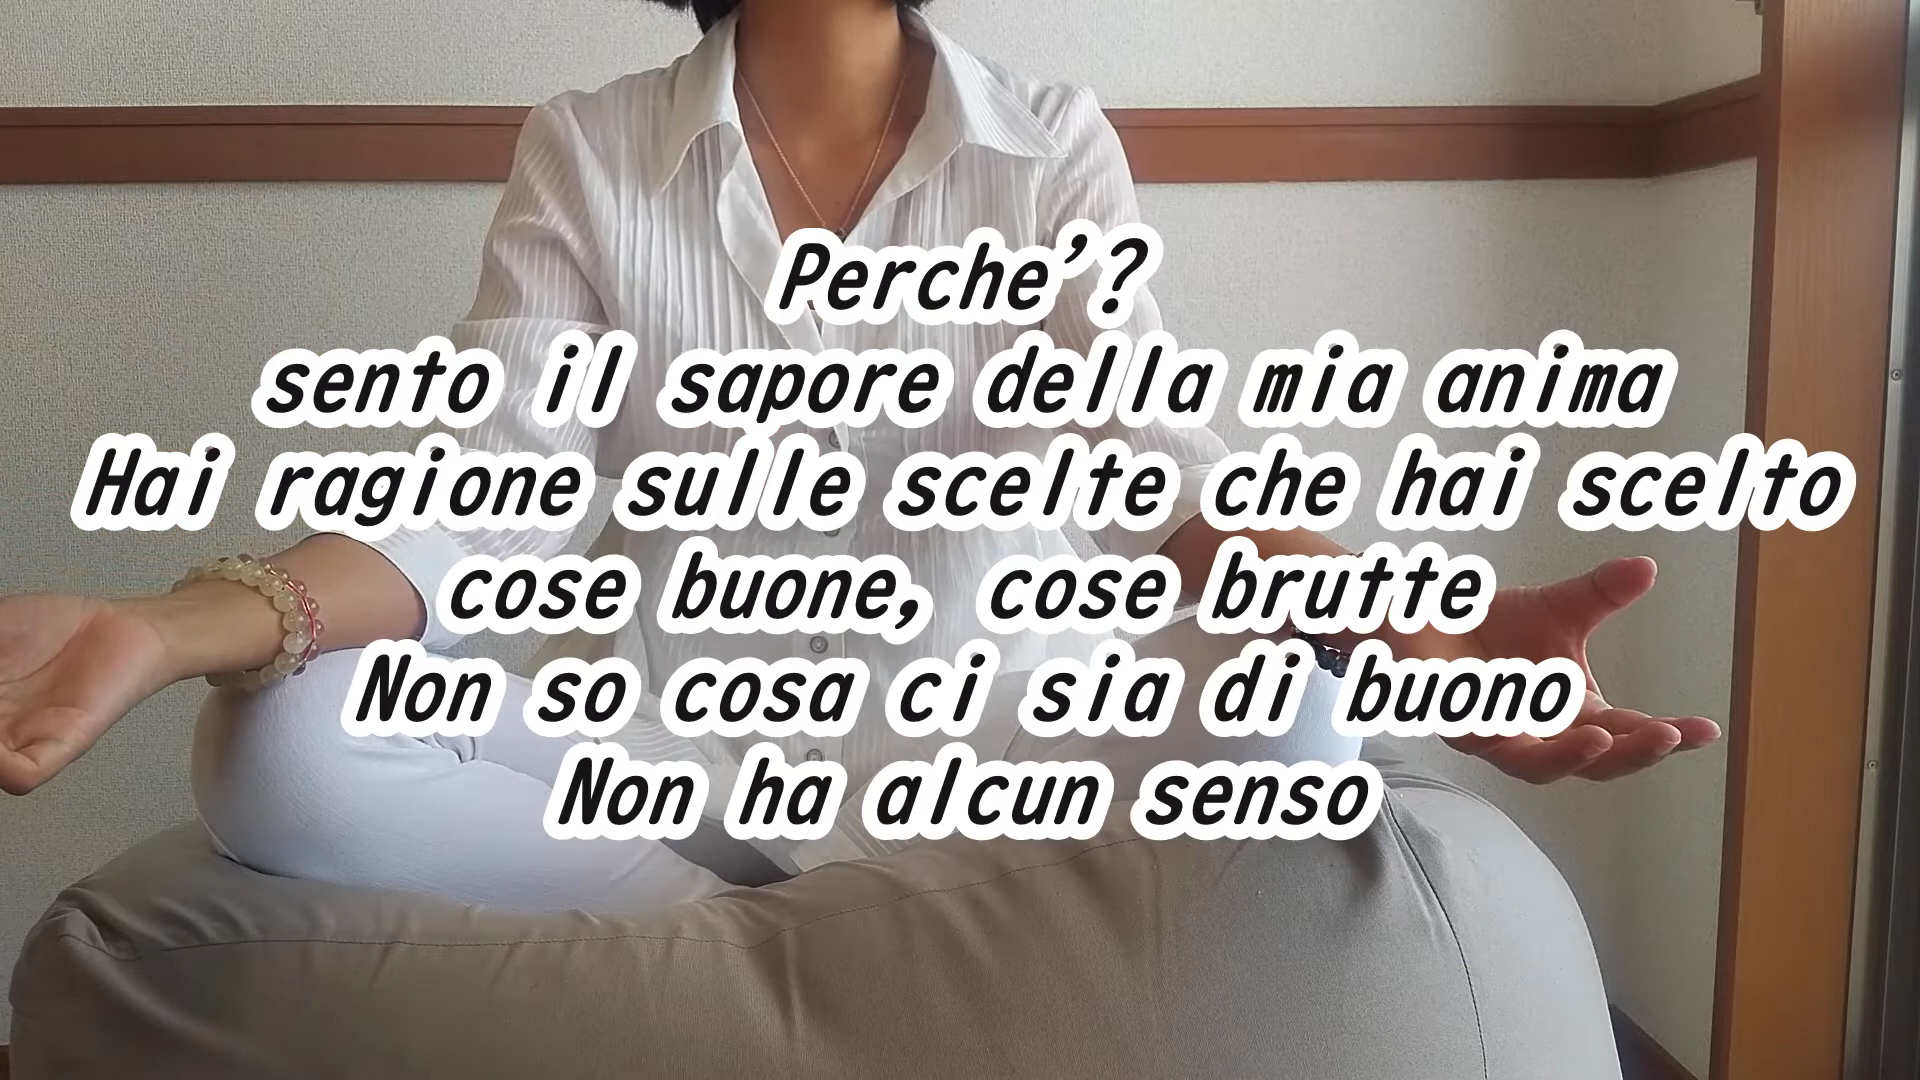 Perche'?
sento il sapore della mia anima
Hai ragione sulle scelte che hai scelto
cose buone, cose brutte
Non so cosa ci sia di buono
Non ha alcun senso